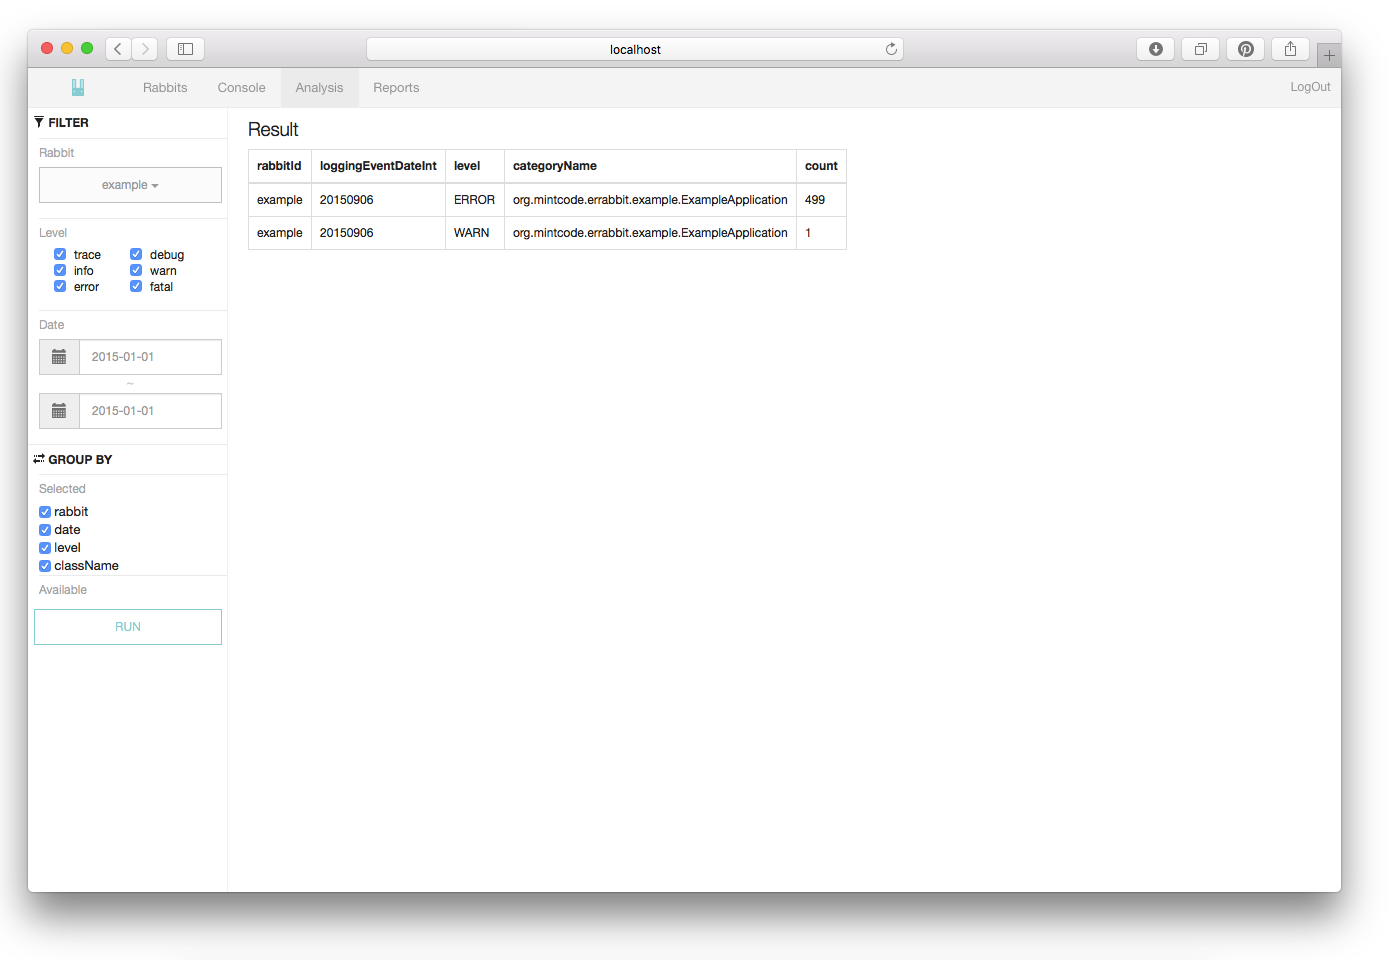 localhost
Rabbits Console Analysis Reports LogOut
FILTER
Rabbit
example
Level
trace debug
info warn
error fatal
Date
2015-01-01
~
2015-01-01
GROUP BY
Selected
rabbit
date
level
className
Available
RUN
Result
rabbitId loggingEventDateInt level categoryName count
example 20150906 ERROR org.mintcode.errabbit.example.ExampleApplication 499
example 20150906 WARN org.mintcode.errabbit.example.ExampleApplication 1